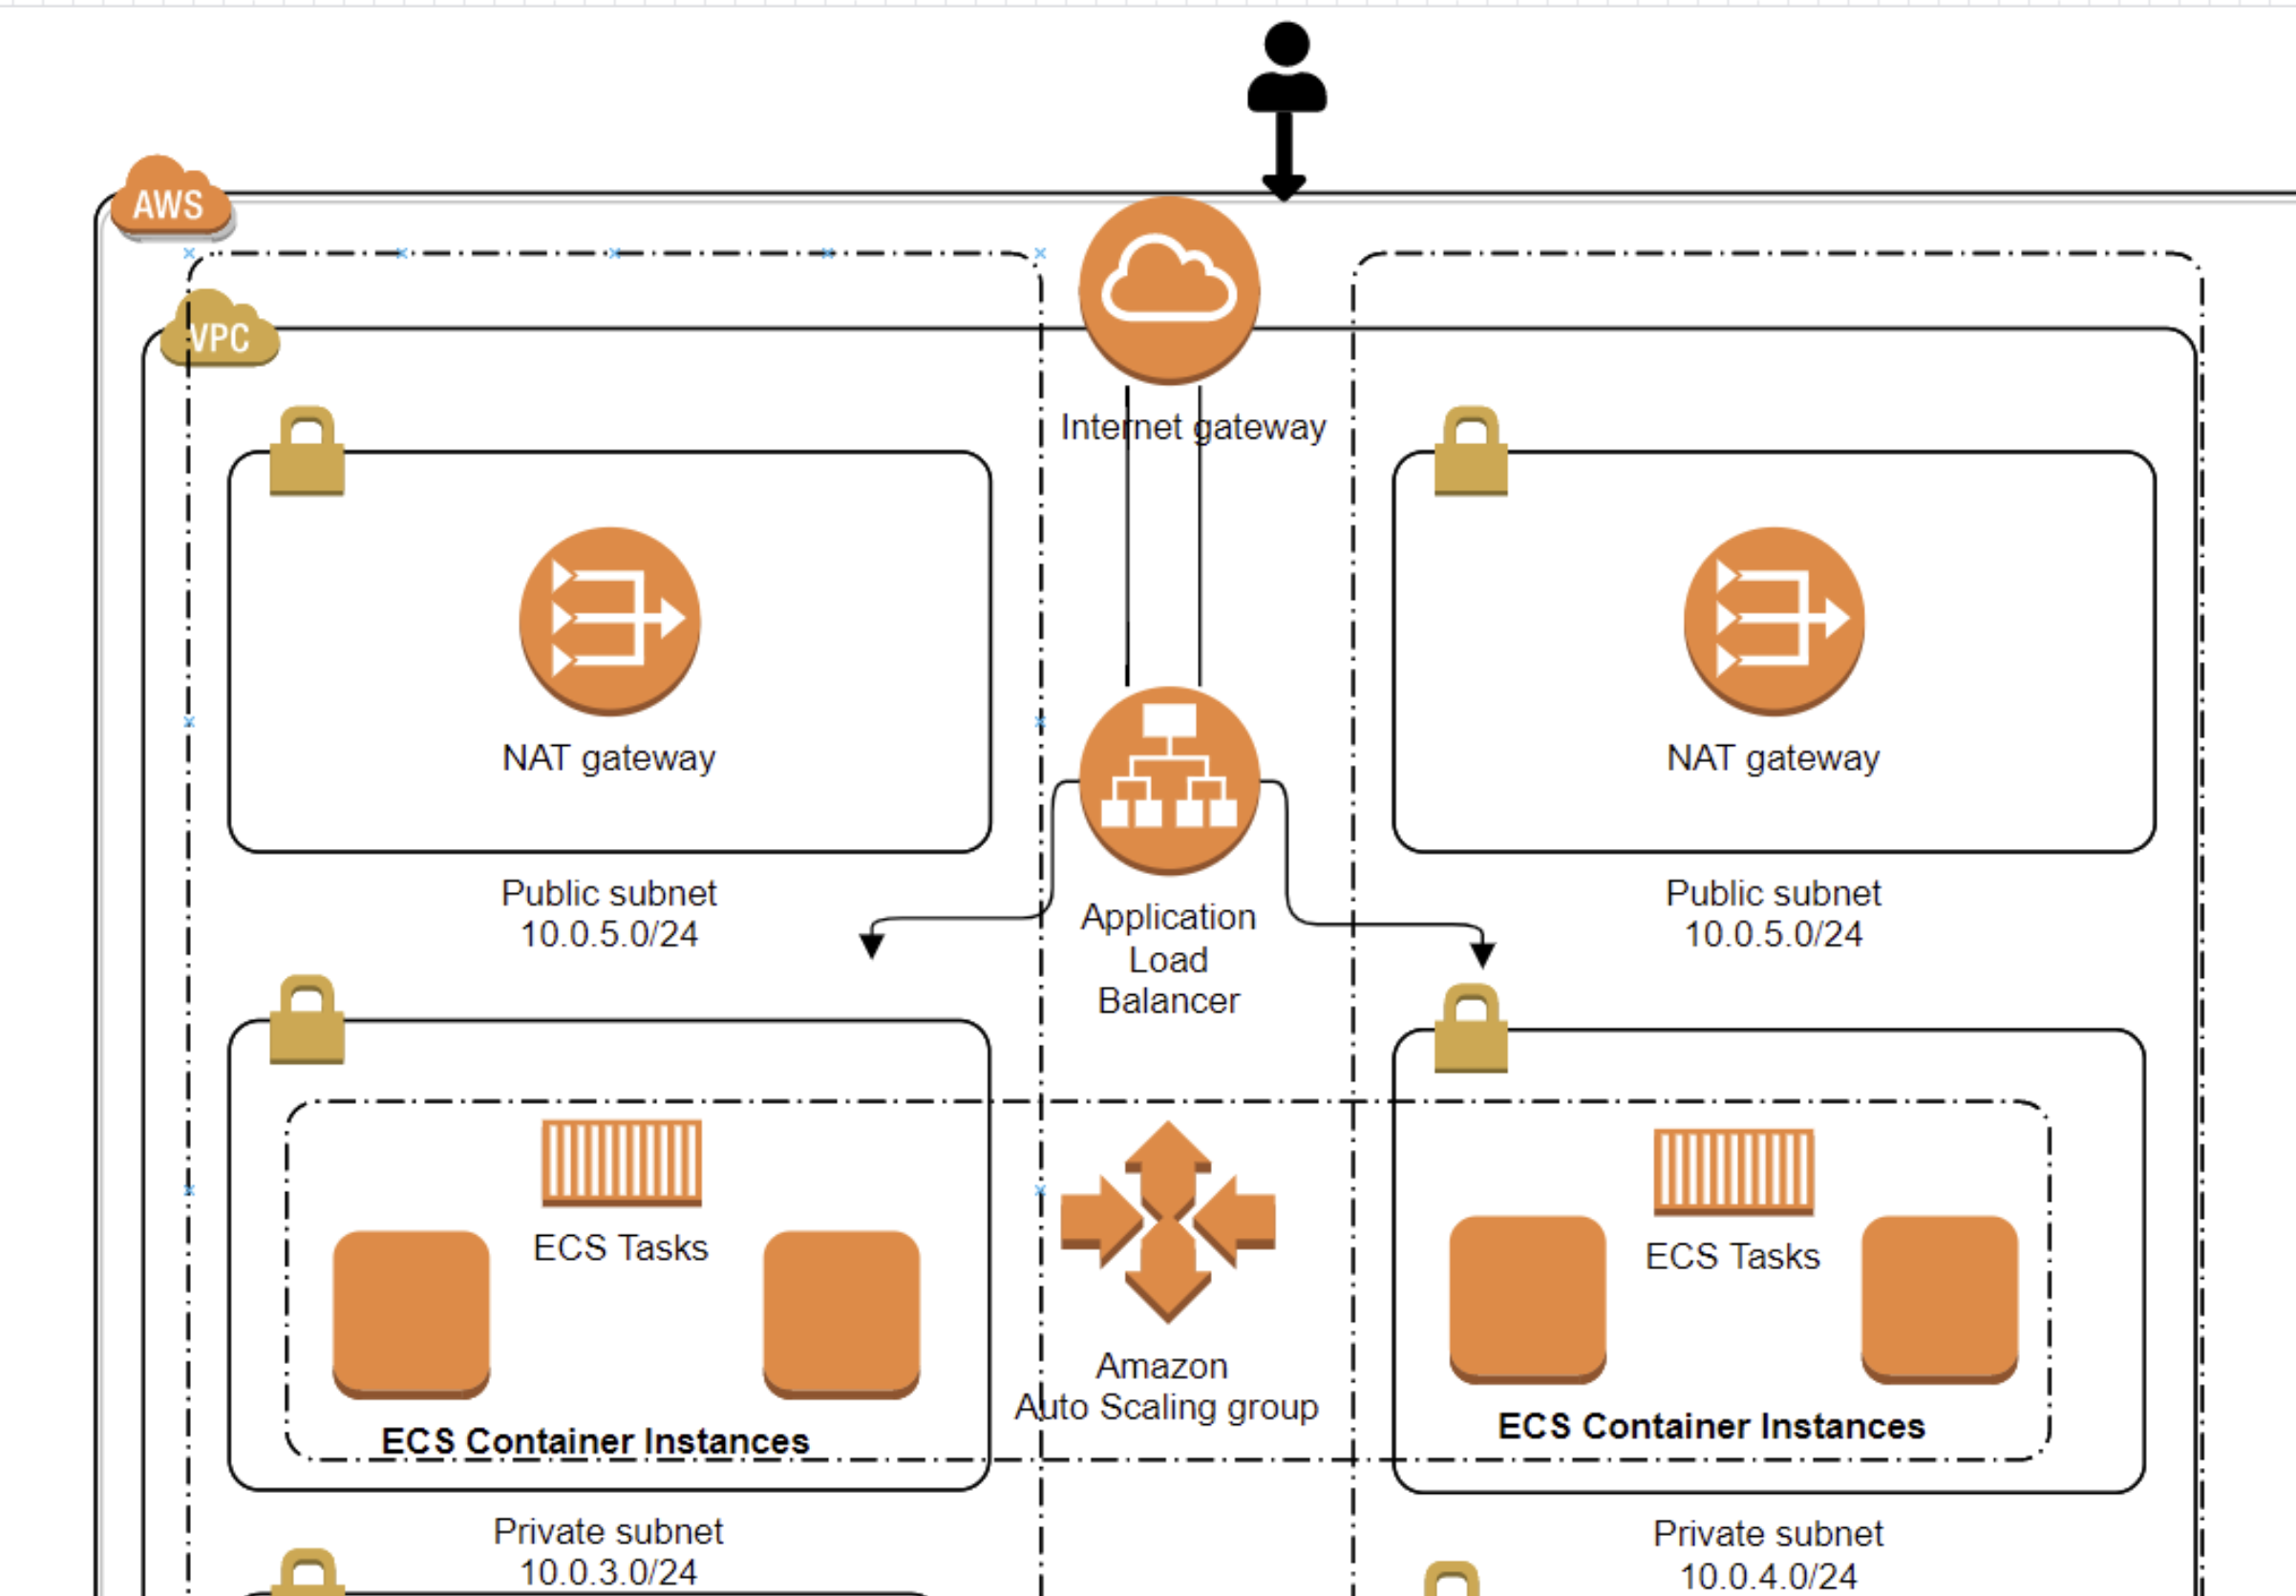 AWS
VPC
Internet gateway
NAT gateway
NAT gateway
Public subnet
10.0.5.0/24
Application
Load
Balancer
Public subnet
10.0.5.0/24
ECS Tasks
ECS Container Instances
Amazon
Auto Scaling group
ECS Tasks
ECS Container Instances
Private subnet
10.0.3.0/24
Private subnet
10.0.4.0/24